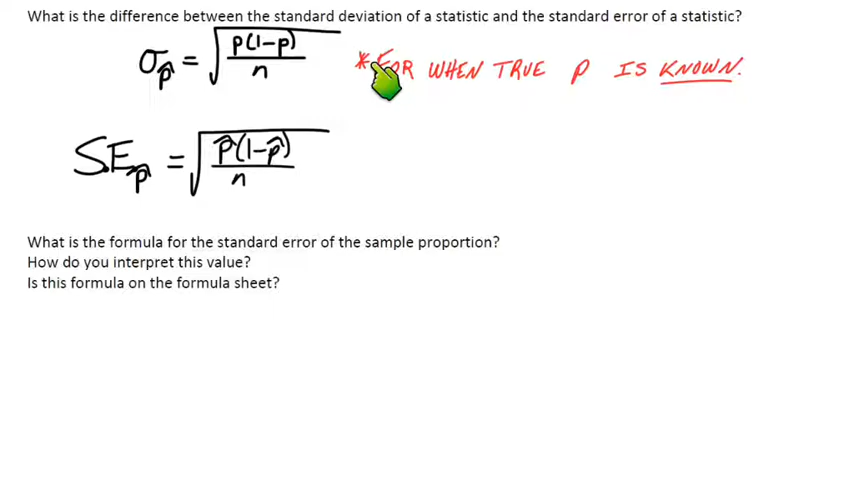 What is the difference between the standard deviation of a statistic and the standard error of a statistic?
σp̂ = √(p(1-p)/n) *FOR WHEN TRUE p IS KNOWN.
S.E.p̂ = √(p̂(1-p̂)/n)
What is the formula for the standard error of the sample proportion?
How do you interpret this value?
Is this formula on the formula sheet?